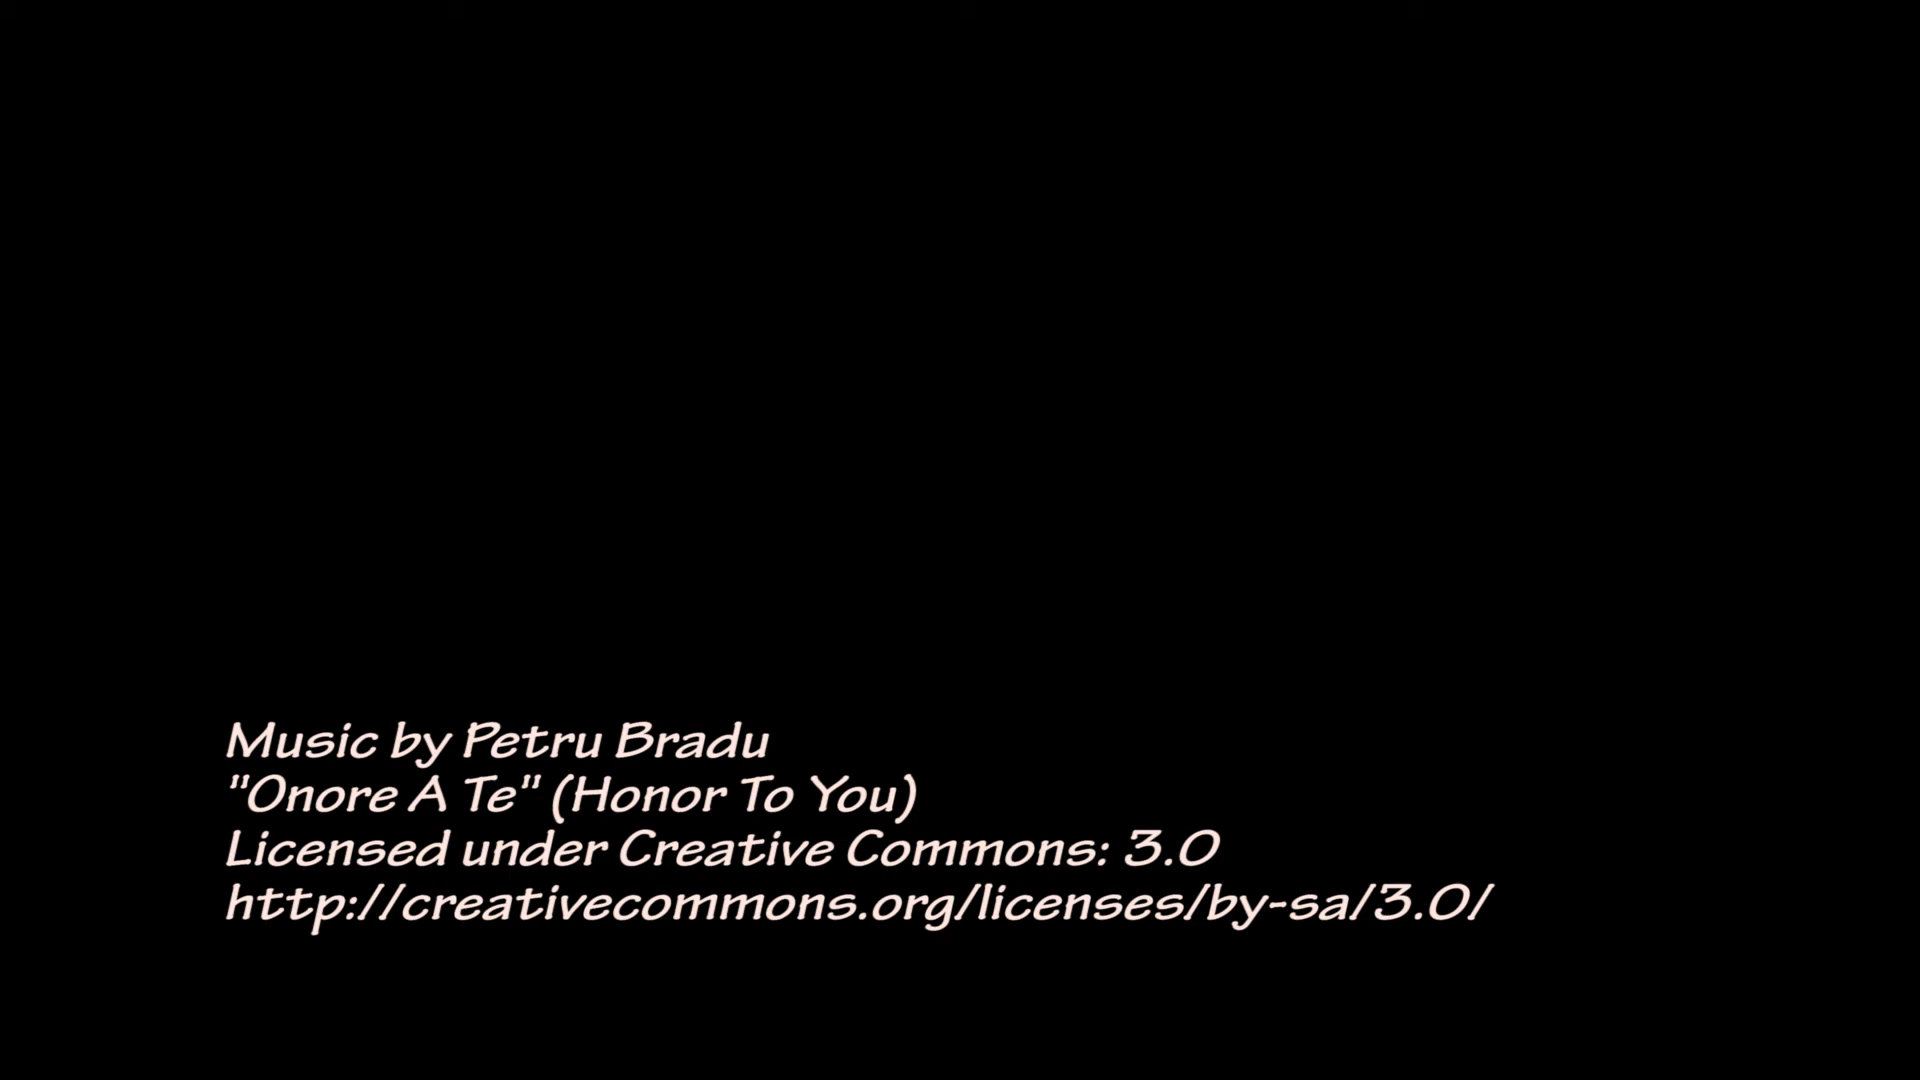 Music by Petru Bradu
"Onore A Te" (Honor To You)
Licensed under Creative Commons: 3.0
http://creativecommons.org/licenses/by-sa/3.0/